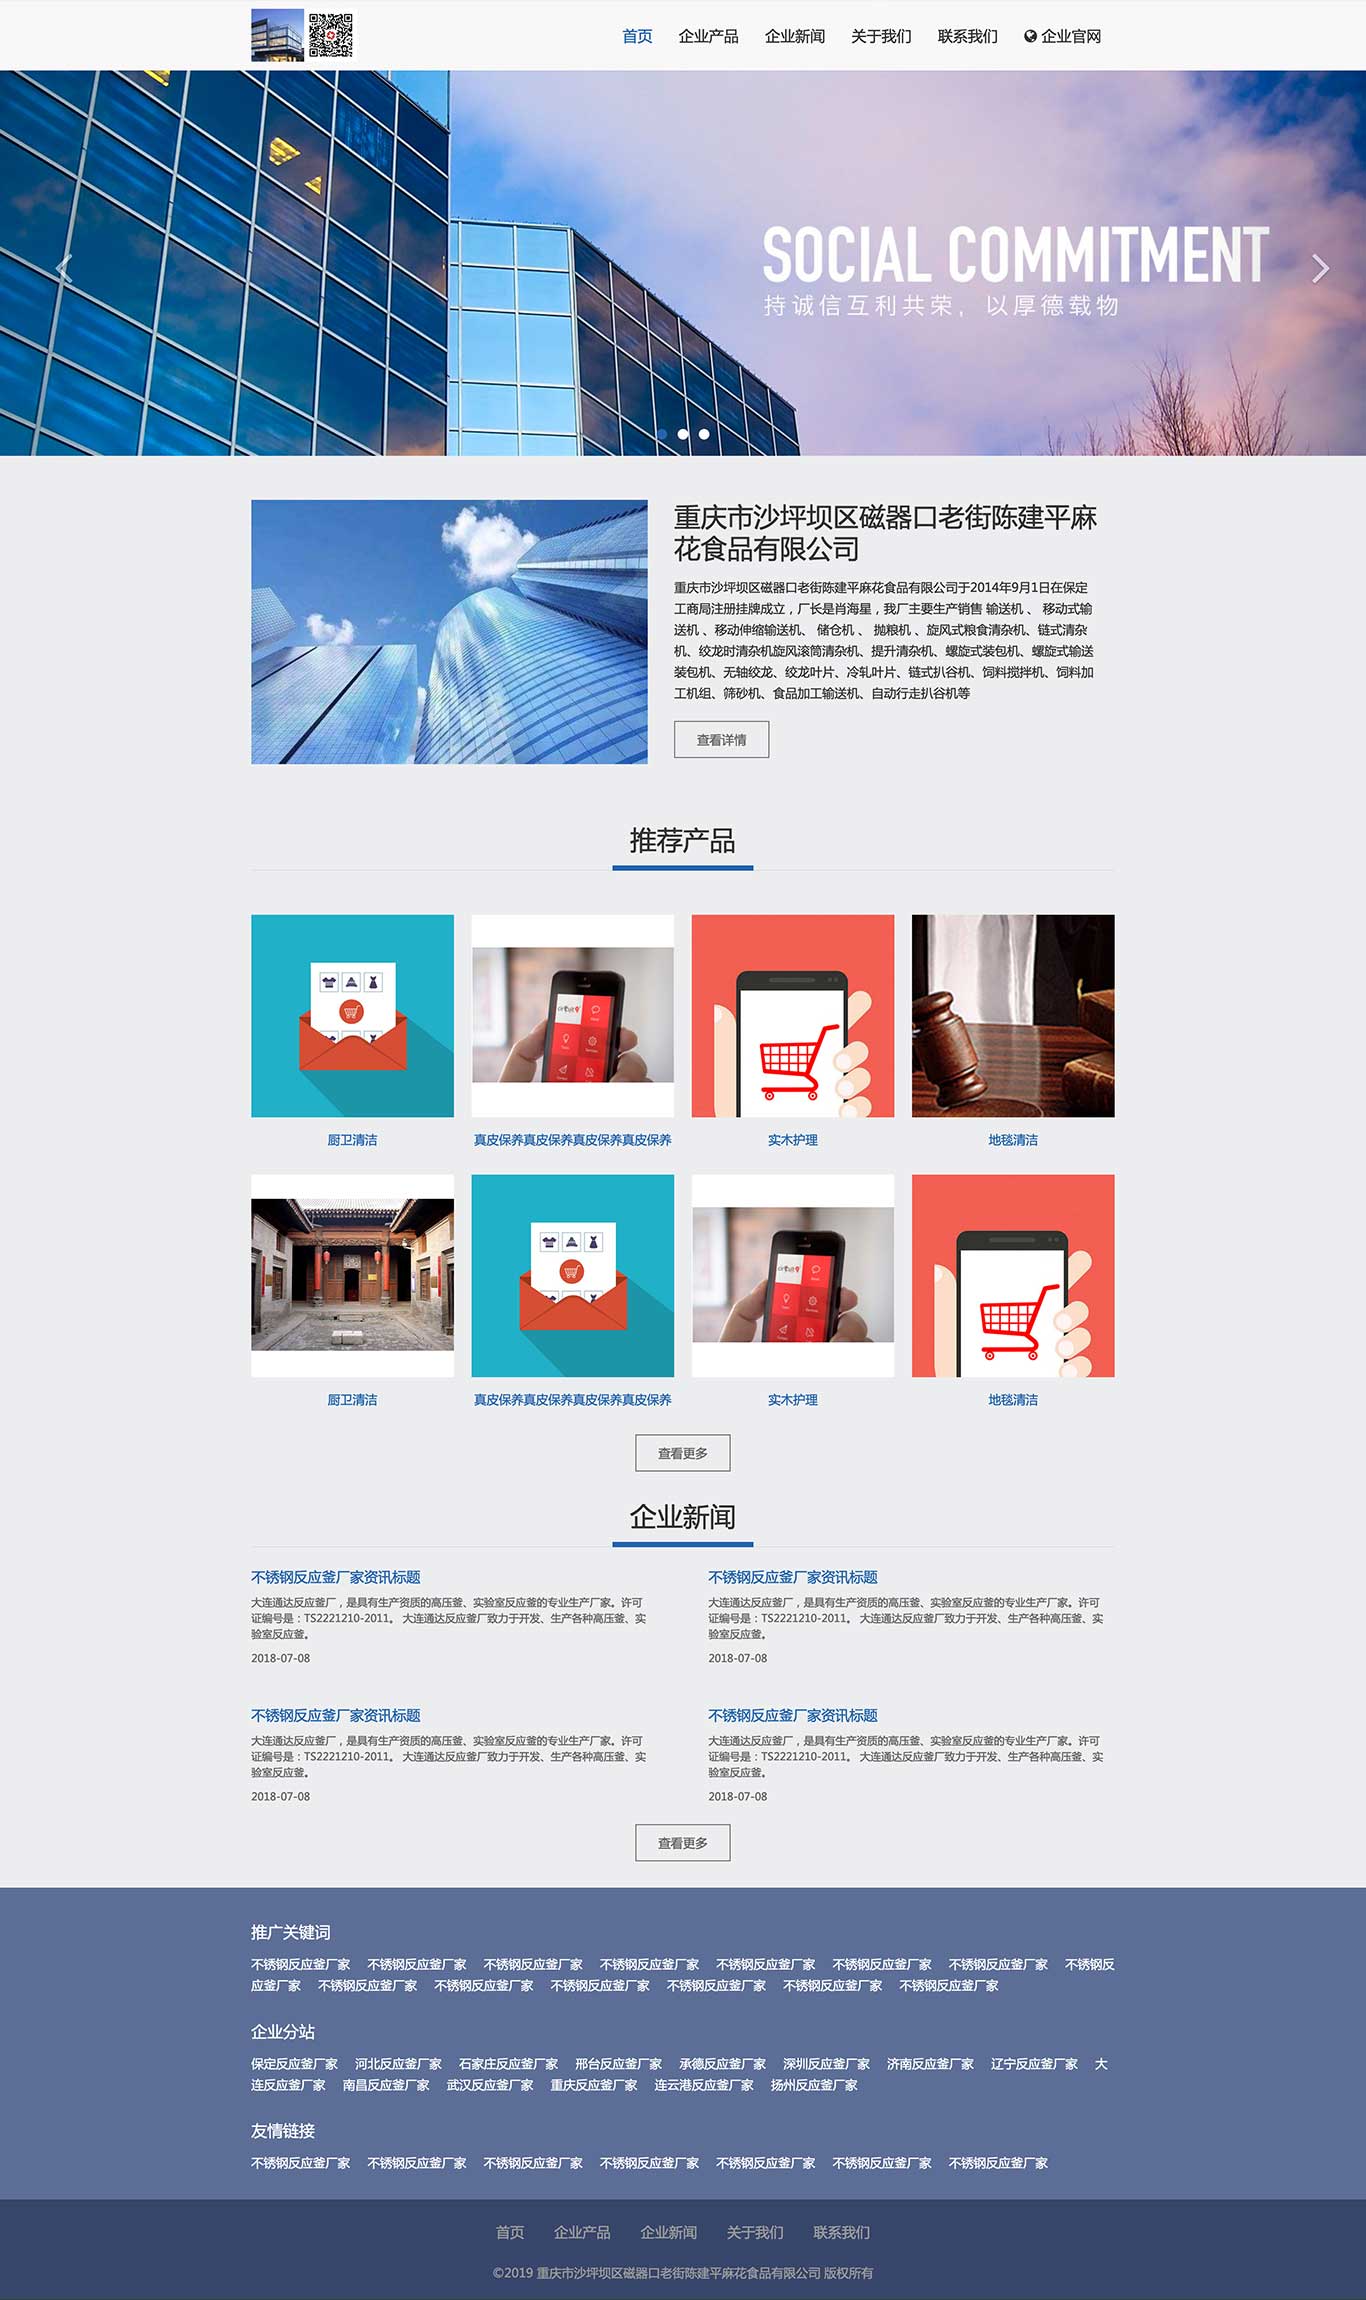 首页 企业产品 企业新闻 关于我们 联系我们 企业官网
SOCIAL COMMITMENT
持诚信互利共荣，以厚德载物
重庆市沙坪坝区磁器口老街陈建平麻
花食品有限公司
重庆市沙坪坝区磁器口老街陈建平麻花食品有限公司于2014年9月1日在保定
工商局注册挂牌成立，厂长是肖海星，我厂主要生产销售 输送机 、 移动式输
送机 、移动伸缩输送机、 储仓机 、 抛粮机 、旋风式粮食清杂机、链式清杂
机、绞龙时清杂机旋风滚筒清杂机、提升清杂机、螺旋式装包机、螺旋式输送
装包机、无轴绞龙、绞龙叶片、冷轧叶片、链式扒谷机、饲料搅拌机、饲料加
工机组、筛砂机、食品加工输送机、自动行走扒谷机等
查看详情
推荐产品
厨卫清洁 真皮保养真皮保养真皮保养真皮保养 实木护理 地毯清洁
厨卫清洁 真皮保养真皮保养真皮保养真皮保养 实木护理 地毯清洁
查看更多
企业新闻
不锈钢反应釜厂家资讯标题
大连通达反应釜厂，是具有生产资质的高压釜、实验室反应釜的专业生产厂家。许可
证编号是：TS2221210-2011。 大连通达反应釜厂致力于开发、生产各种高压釜、实
验室反应釜。
2018-07-08
不锈钢反应釜厂家资讯标题
大连通达反应釜厂，是具有生产资质的高压釜、实验室反应釜的专业生产厂家。许可
证编号是：TS2221210-2011。 大连通达反应釜厂致力于开发、生产各种高压釜、实
验室反应釜。
2018-07-08
不锈钢反应釜厂家资讯标题
大连通达反应釜厂，是具有生产资质的高压釜、实验室反应釜的专业生产厂家。许可
证编号是：TS2221210-2011。 大连通达反应釜厂致力于开发、生产各种高压釜、实
验室反应釜。
2018-07-08
不锈钢反应釜厂家资讯标题
大连通达反应釜厂，是具有生产资质的高压釜、实验室反应釜的专业生产厂家。许可
证编号是：TS2221210-2011。 大连通达反应釜厂致力于开发、生产各种高压釜、实
验室反应釜。
2018-07-08
查看更多
推广关键词
不锈钢反应釜厂家 不锈钢反应釜厂家 不锈钢反应釜厂家 不锈钢反应釜厂家 不锈钢反应釜厂家 不锈钢反应釜厂家 不锈钢反应釜厂家 不锈钢反
应釜厂家 不锈钢反应釜厂家 不锈钢反应釜厂家 不锈钢反应釜厂家 不锈钢反应釜厂家 不锈钢反应釜厂家 不锈钢反应釜厂家
企业分站
保定反应釜厂家 河北反应釜厂家 石家庄反应釜厂家 邢台反应釜厂家 承德反应釜厂家 深圳反应釜厂家 济南反应釜厂家 辽宁反应釜厂家 大
连反应釜厂家 南昌反应釜厂家 武汉反应釜厂家 重庆反应釜厂家 连云港反应釜厂家 扬州反应釜厂家
友情链接
不锈钢反应釜厂家 不锈钢反应釜厂家 不锈钢反应釜厂家 不锈钢反应釜厂家 不锈钢反应釜厂家 不锈钢反应釜厂家 不锈钢反应釜厂家
首页 企业产品 企业新闻 关于我们 联系我们
©2019 重庆市沙坪坝区磁器口老街陈建平麻花食品有限公司 版权所有